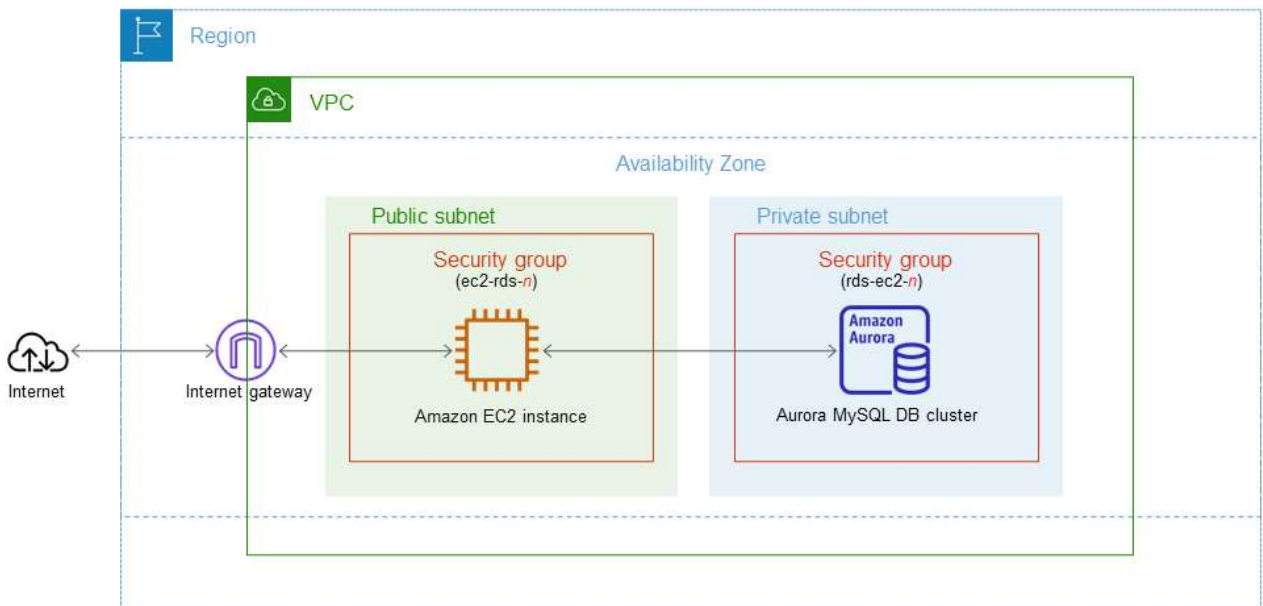 Region
VPC
Availability Zone
Public subnet
Private subnet
Security group
(ec2-rds-n)
Security group
(rds-ec2-n)
Amazon
Aurora
Internet
Internet gateway
Amazon EC2 instance
Aurora MySQL DB cluster